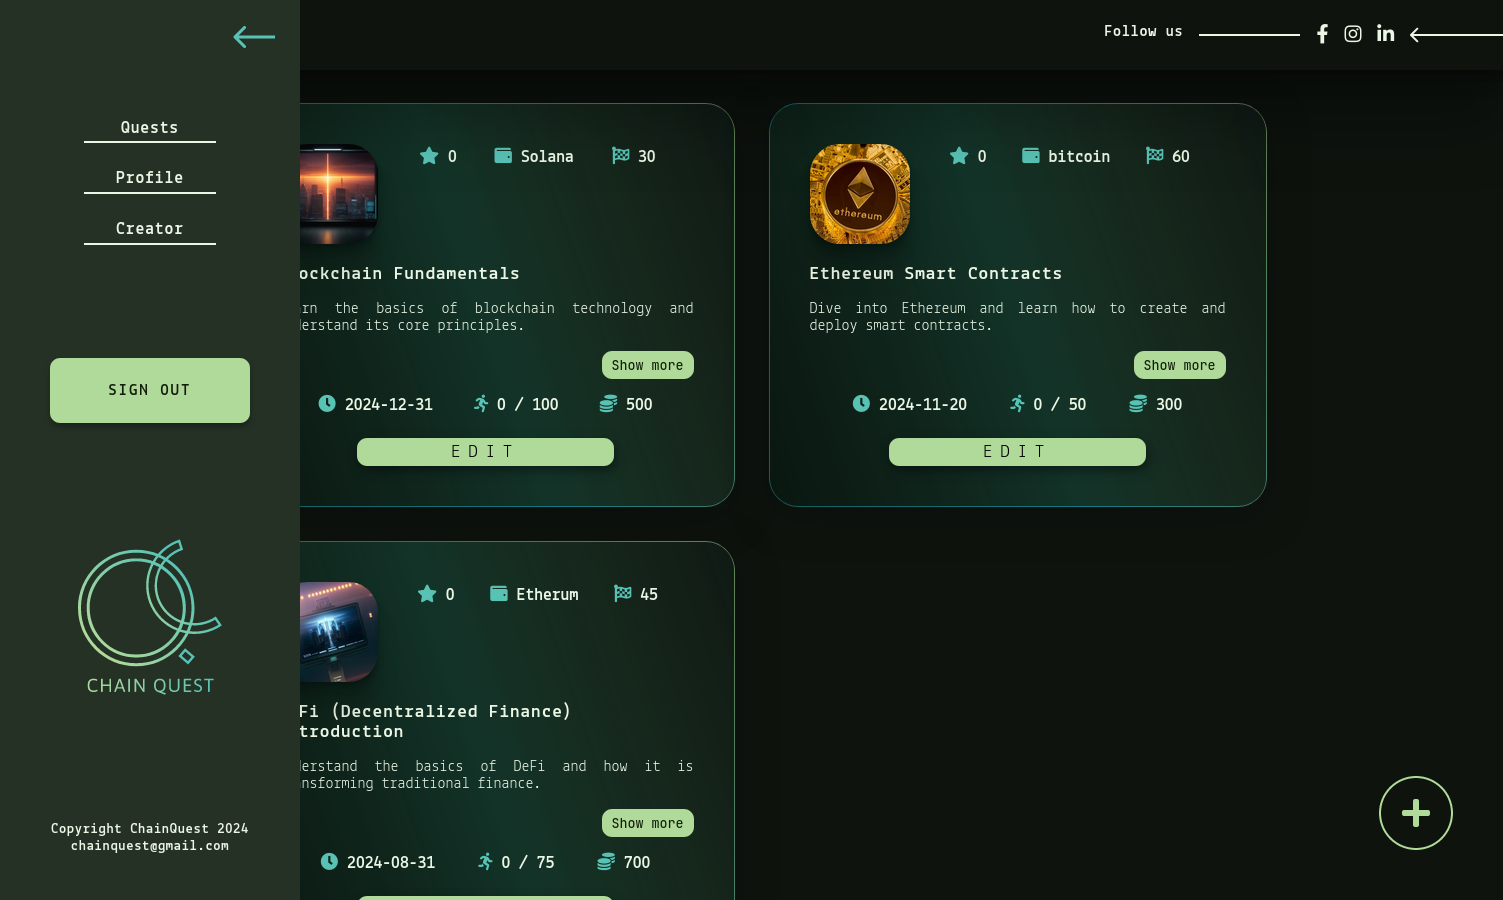 Follow us
Quests
Profile
Creator
SIGN OUT
CHAIN QUEST
Copyright ChainQuest 2024
chainquest@gmail.com
0 Solana 30
ockchain Fundamentals
rn the basics of blockchain technology and
derstand its core principles.
Show more
2024-12-31 0 / 100 500
EDIT
0 bitcoin 60
ethereum
Ethereum Smart Contracts
Dive into Ethereum and learn how to create and
deploy smart contracts.
Show more
2024-11-20 0 / 50 300
EDIT
0 Etherum 45
Fi (Decentralized Finance)
troduction
derstand the basics of DeFi and how it is
nsforming traditional finance.
Show more
2024-08-31 0 / 75 700